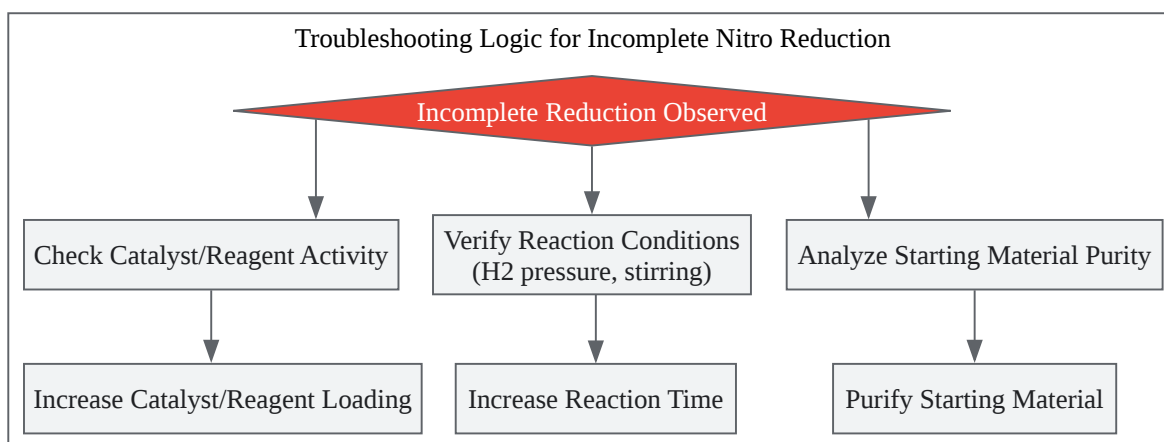 Troubleshooting Logic for Incomplete Nitro Reduction
Incomplete Reduction Observed
Check Catalyst/Reagent Activity
Verify Reaction Conditions
(H2 pressure, stirring)
Analyze Starting Material Purity
Increase Catalyst/Reagent Loading
Increase Reaction Time
Purify Starting Material